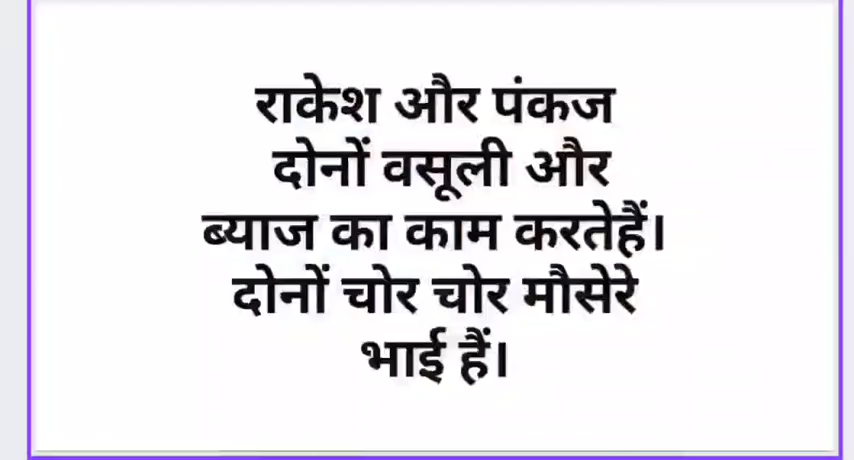 राकेश और पंकज
दोनों वसूली और
ब्याज का काम करतेहैं।
दोनों चोर चोर मौसेरे
भाई हैं।